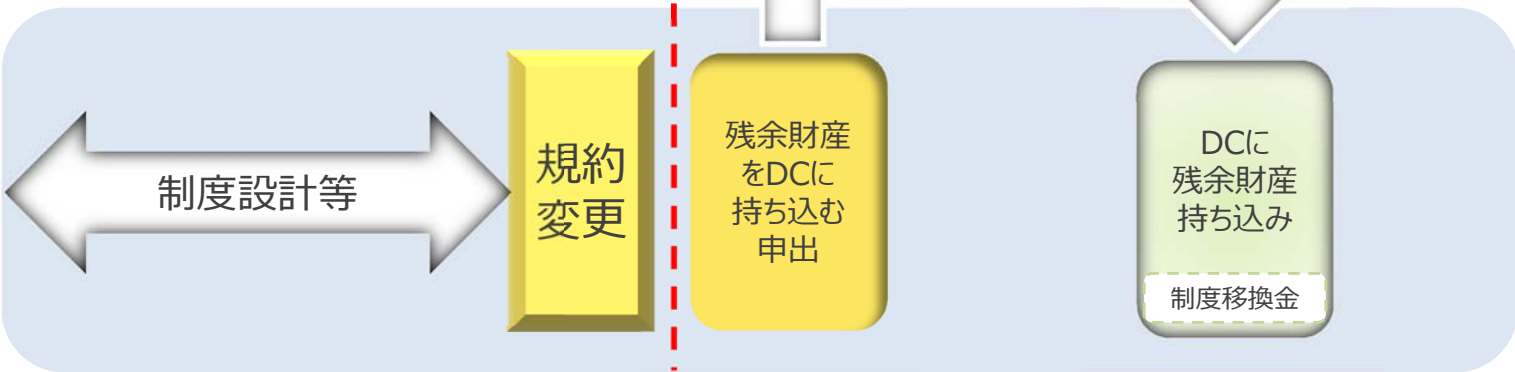 制度設計等
規約
変更
残余財産
をDCに
持ち込む
申出
DCに
残余財産
持ち込み
制度移換金